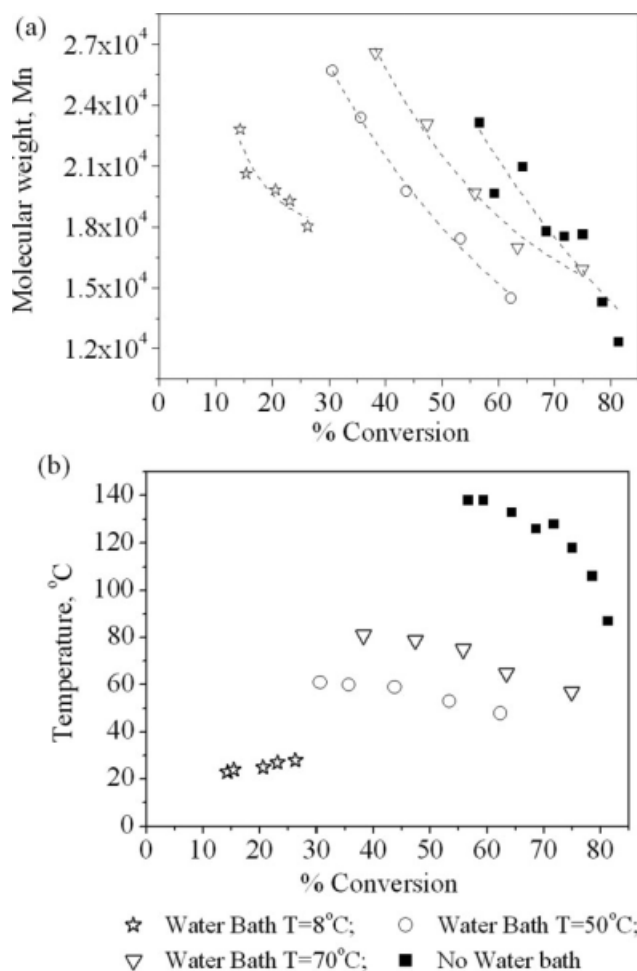 (a)
Molecular weight, Mn
2.7x10⁴
2.4x10⁴
2.1x10⁴
1.8x10⁴
1.5x10⁴
1.2x10⁴
0 10 20 30 40 50 60 70 80
% Conversion
(b)
Temperature, °C
140
120
100
80
60
40
20
0
0 10 20 30 40 50 60 70 80
% Conversion
Water Bath T=8°C; Water Bath T=50°C;
Water Bath T=70°C; No Water bath